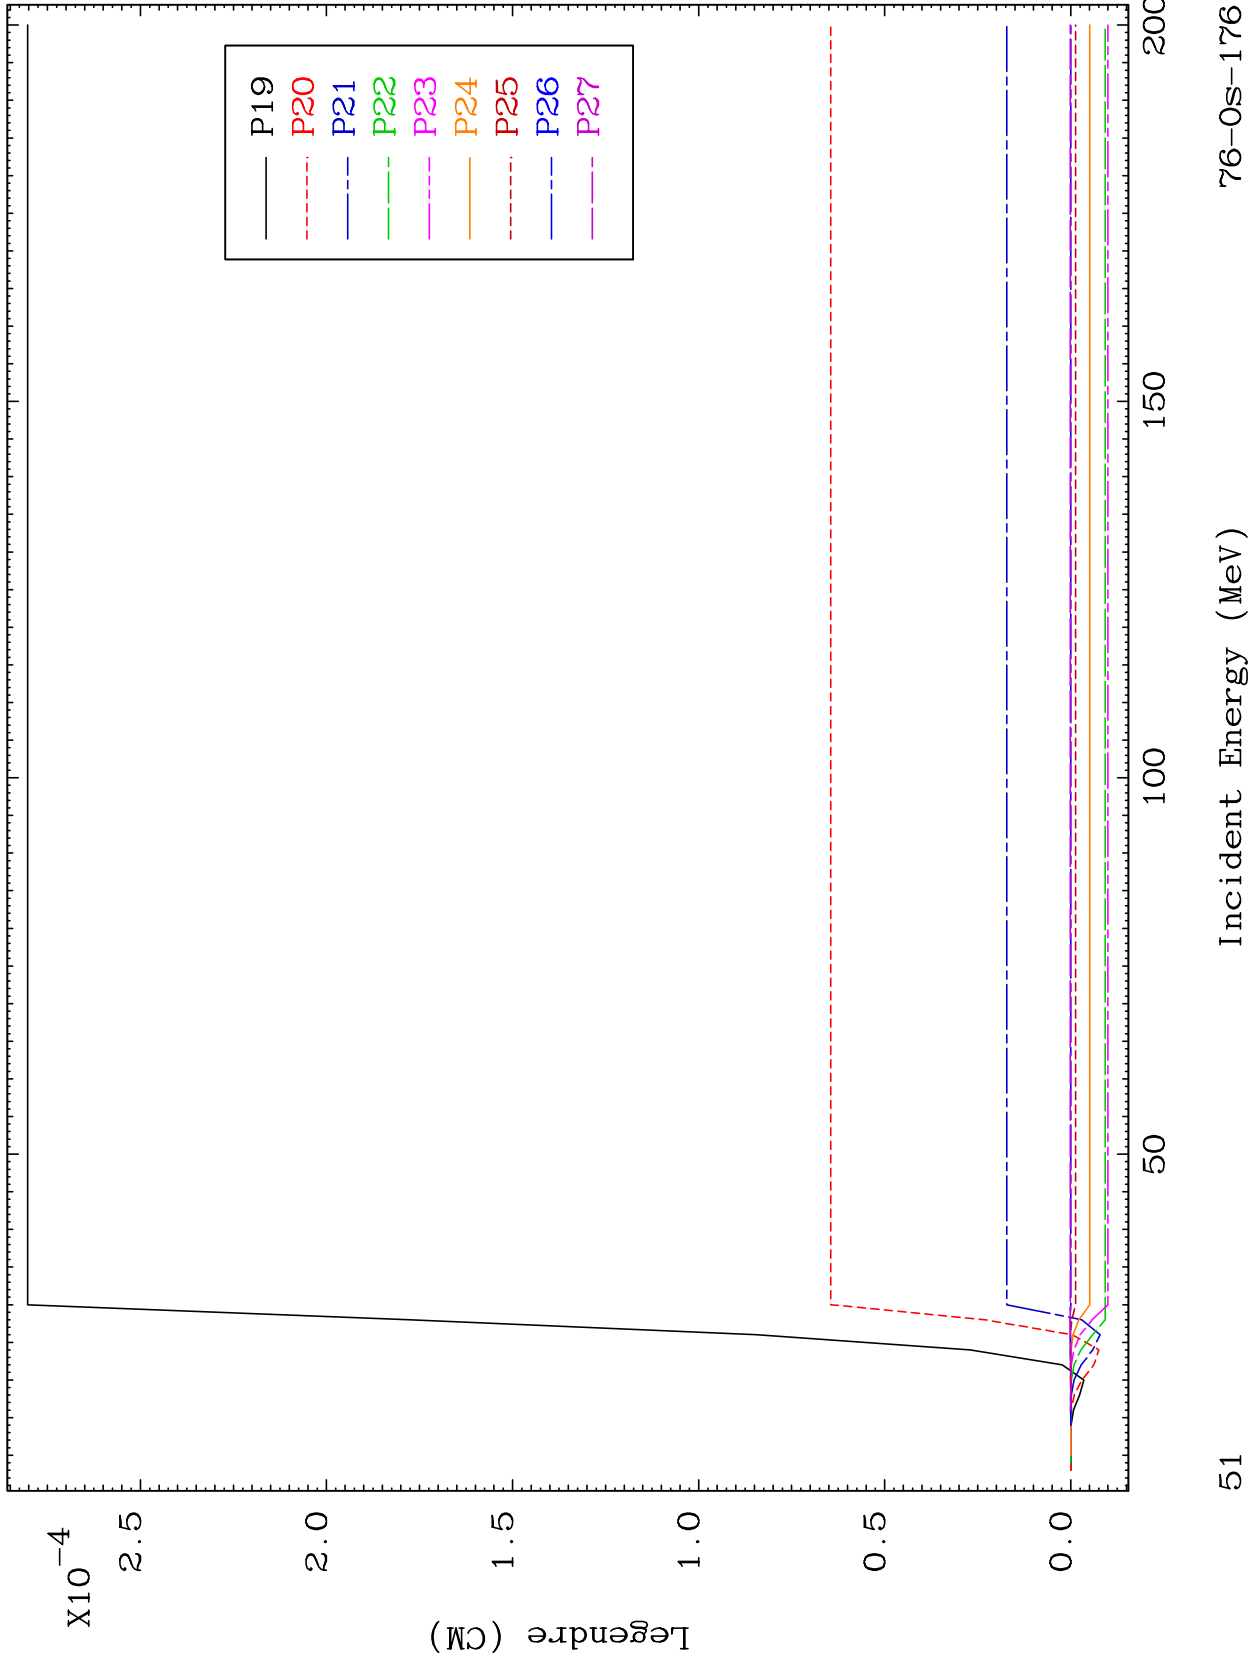 X10⁻⁴
2.5
2.0
1.5
1.0
0.5
0.0
Legendre (CM)
P19
P20
P21
P22
P23
P24
P25
P26
P27
50
100
150
200
51
Incident Energy (MeV)
76-Os-176